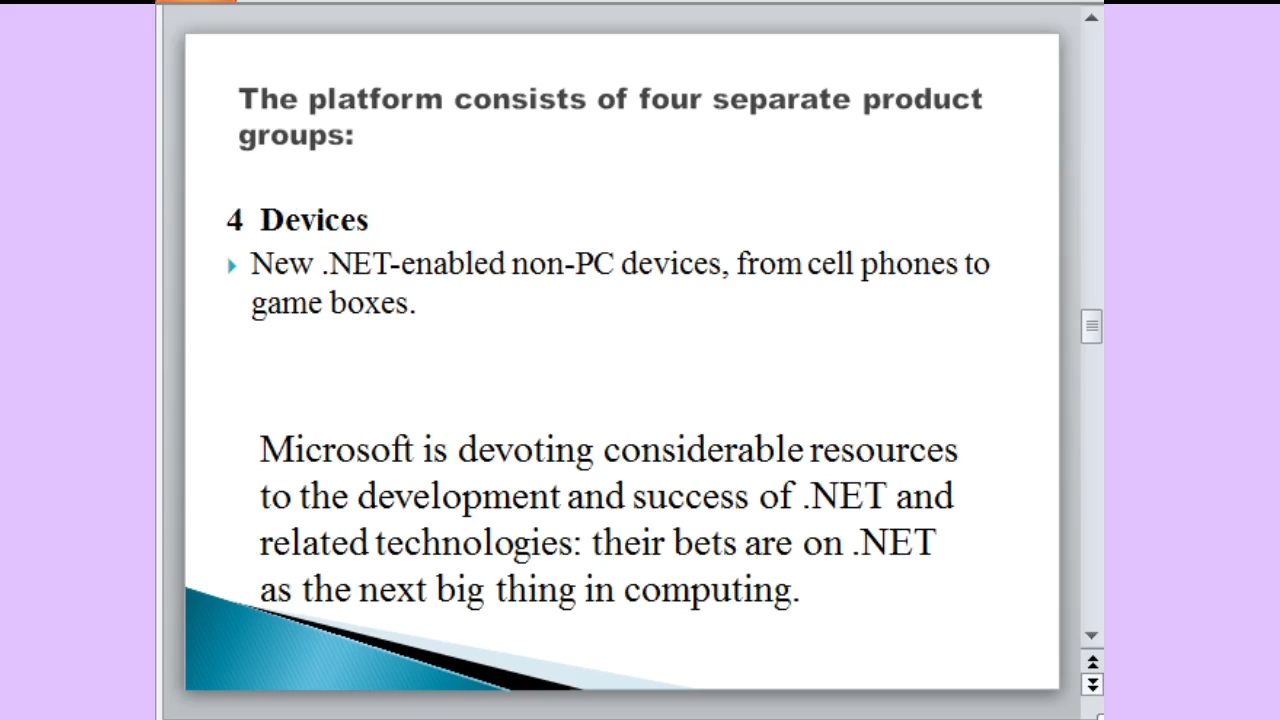 The platform consists of four separate product
groups:
4 Devices
New .NET-enabled non-PC devices, from cell phones to
game boxes.
Microsoft is devoting considerable resources
to the development and success of .NET and
related technologies: their bets are on .NET
as the next big thing in computing.